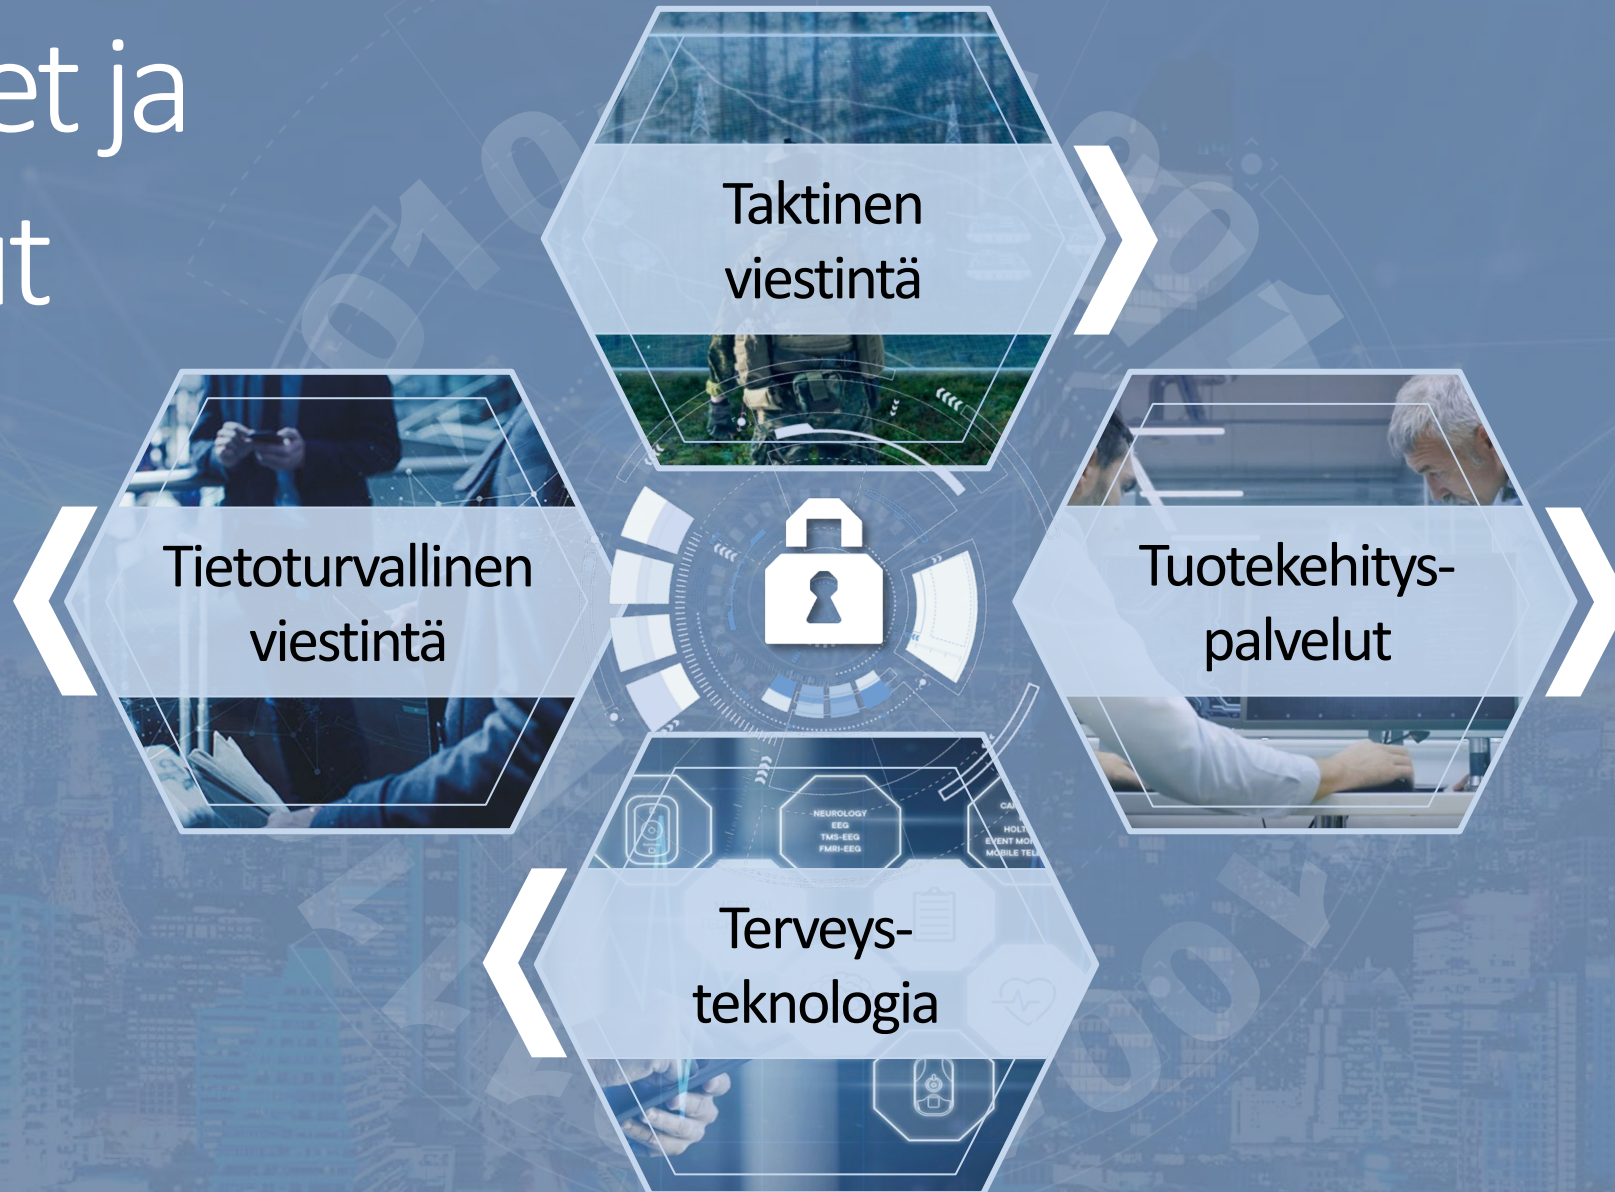 et ja
ut
Taktinen
viestintä
Tietoturvallinen
viestintä
Tuotekehitys-
palvelut
NEUROLOGY
EEG
TMS-EEG
FMRI-EEG
Terveys-
teknologia